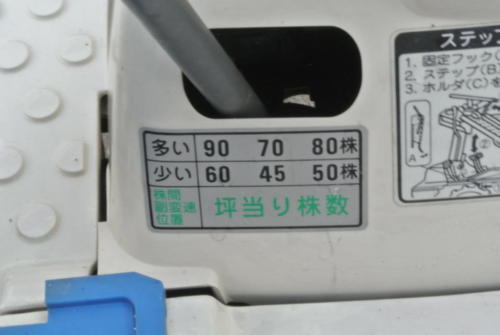 多い 90 70 80株
少い 60 45 50株
株間
副変速
位置
坪当り株数
ステップ
1. 固定フック(
2. ステップ(B)
3. ホルダ(C)を
A
②